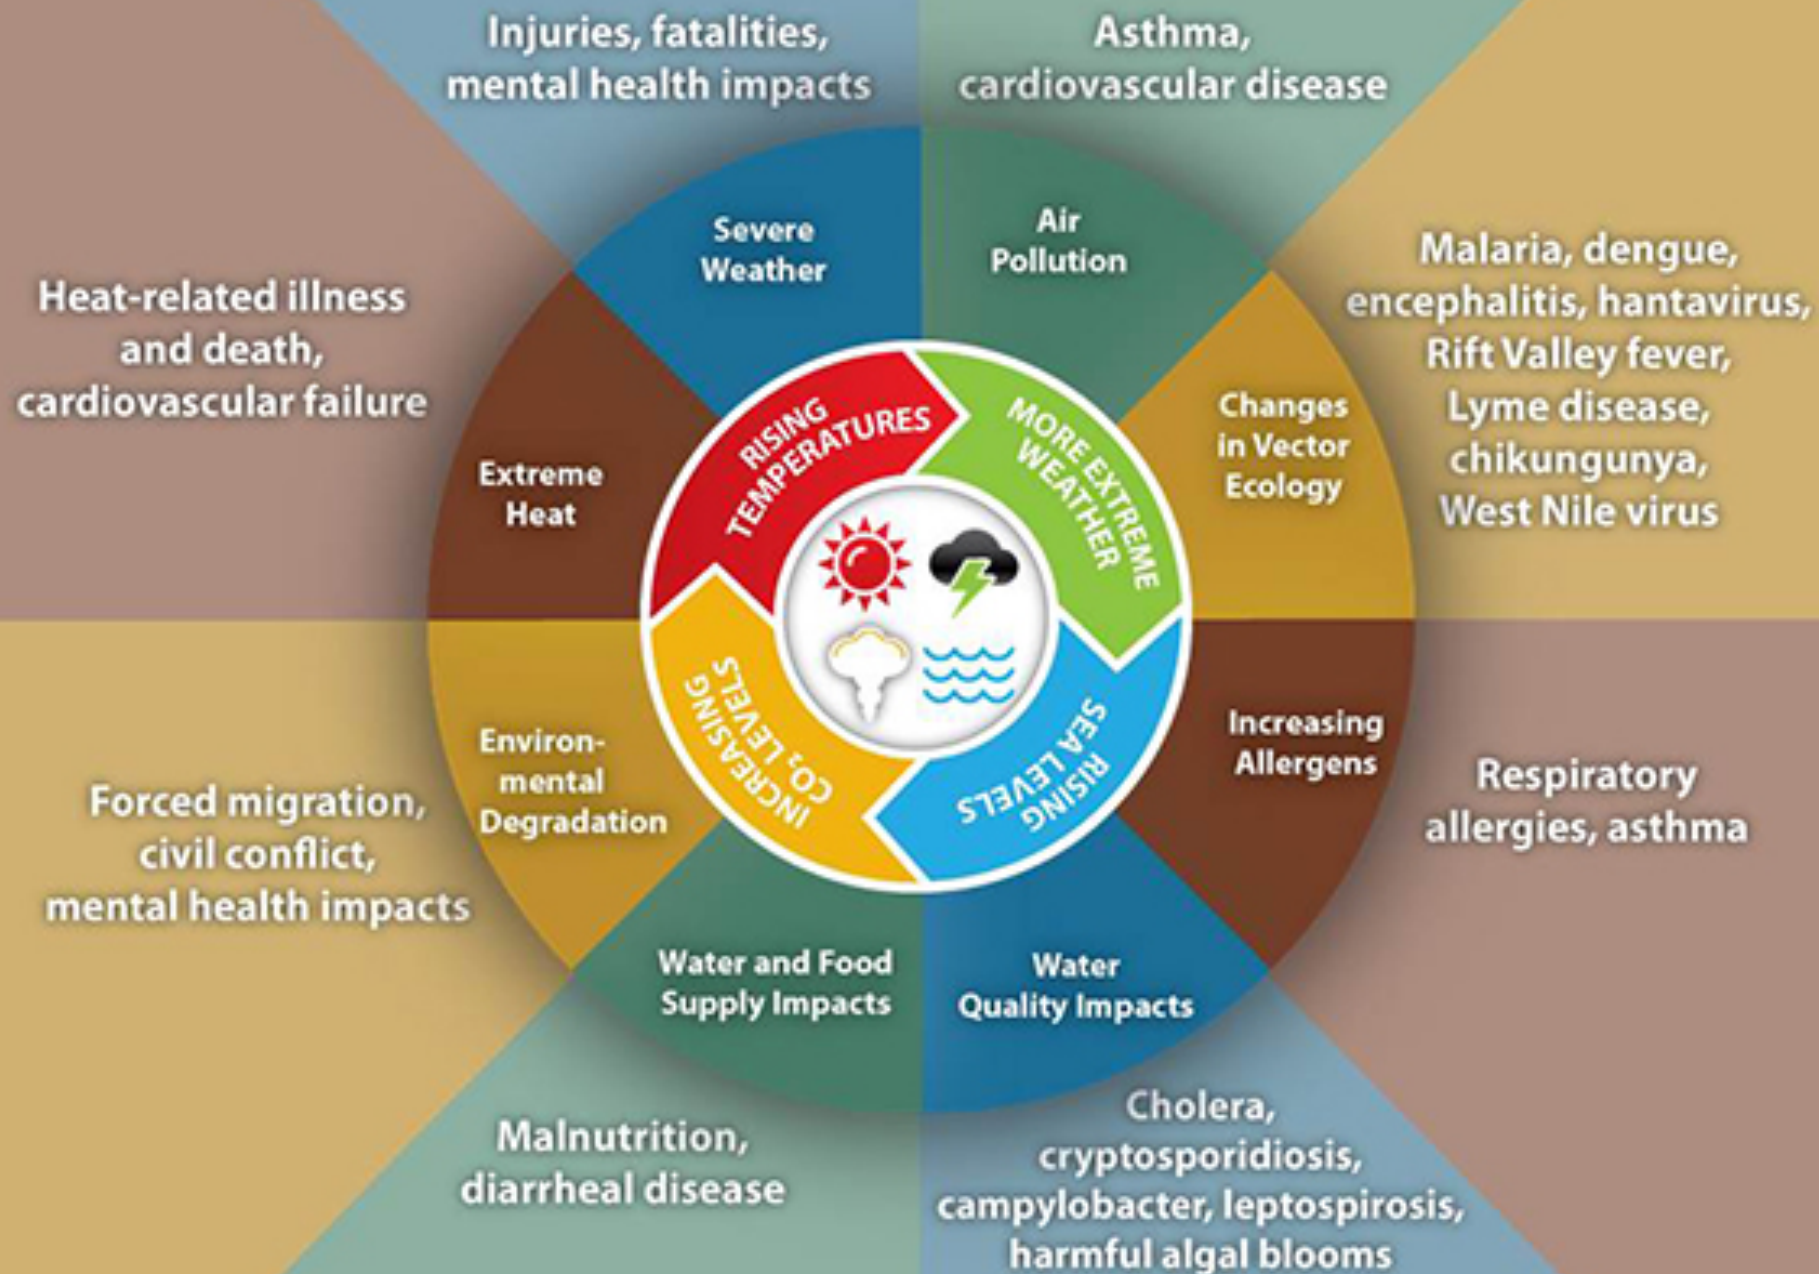 Injuries, fatalities,
mental health impacts
Asthma,
cardiovascular disease
Severe
Weather
Air
Pollution
Heat-related illness
and death,
cardiovascular failure
Malaria, dengue,
encephalitis, hantavirus,
Rift Valley fever,
Lyme disease,
chikungunya,
West Nile virus
Extreme
Heat
Changes
in Vector
Ecology
RISING
TEMPERATURES
MORE EXTREME
WEATHER
INCREASING
CO₂ LEVELS
RISING
SEA LEVELS
Environ-
mental
Degradation
Increasing
Allergens
Forced migration,
civil conflict,
mental health impacts
Respiratory
allergies, asthma
Water and Food
Supply Impacts
Water
Quality Impacts
Malnutrition,
diarrheal disease
Cholera,
cryptosporidiosis,
campylobacter, leptospirosis,
harmful algal blooms